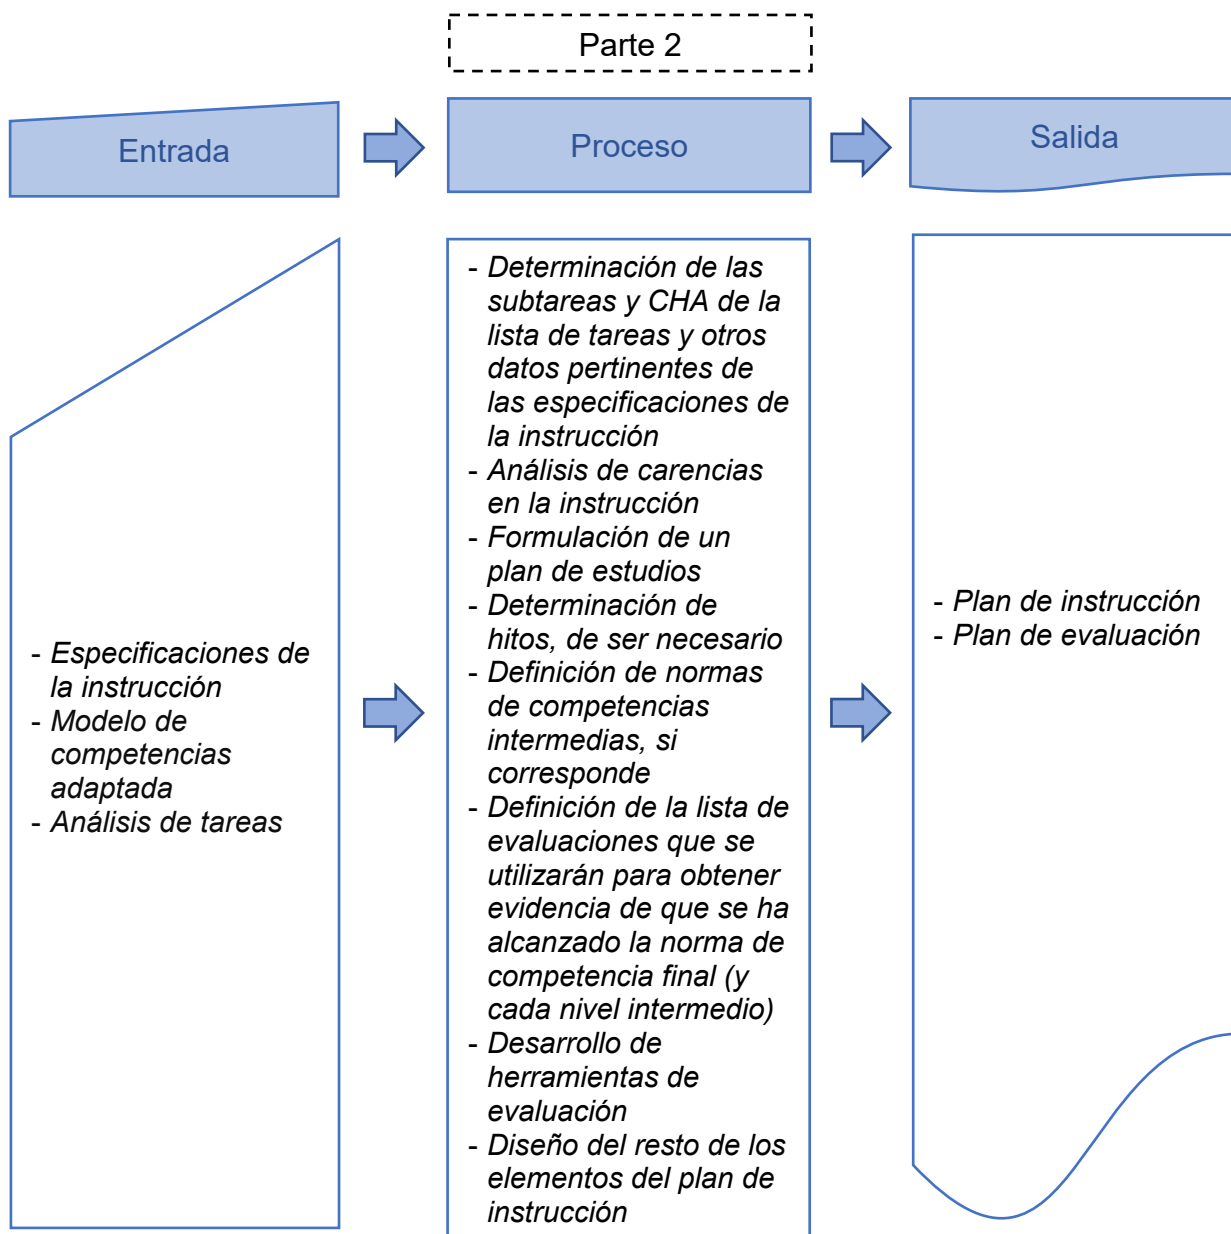 Parte 2
Entrada
Proceso
Salida
- Especificaciones de
la instrucción
- Modelo de
competencias
adaptada
- Análisis de tareas
- Determinación de las
subtareas y CHA de la
lista de tareas y otros
datos pertinentes de
las especificaciones de
la instrucción
- Análisis de carencias
en la instrucción
- Formulación de un
plan de estudios
- Determinación de
hitos, de ser necesario
- Definición de normas
de competencias
intermedias, si
corresponde
- Definición de la lista de
evaluaciones que se
utilizarán para obtener
evidencia de que se ha
alcanzado la norma de
competencia final (y
cada nivel intermedio)
- Desarrollo de
herramientas de
evaluación
- Diseño del resto de los
elementos del plan de
instrucción
- Plan de instrucción
- Plan de evaluación